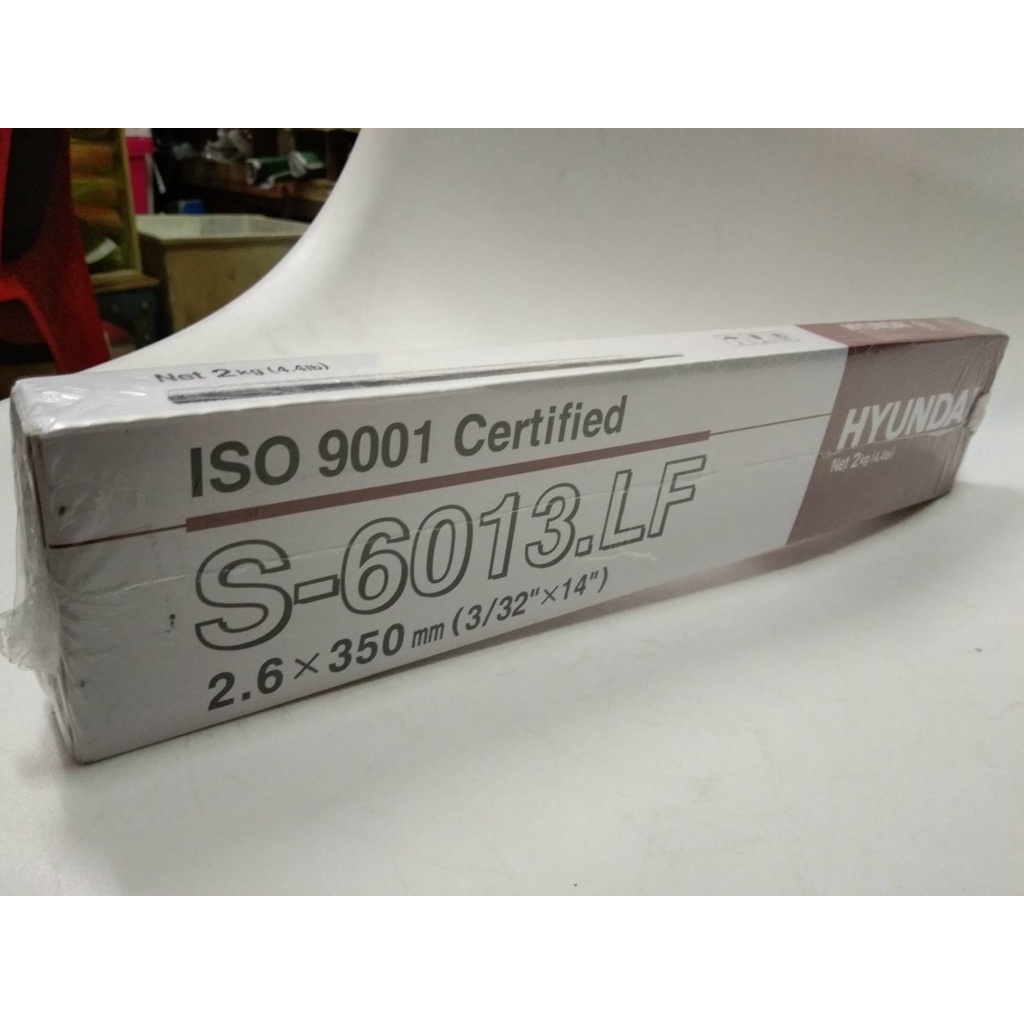 Net 2kg (4.4lb)
ISO 9001 Certified
S-6013.LF
2.6 × 350 mm (3/32" × 14")
HYUNDAI
Net 2kg (4.4lb)